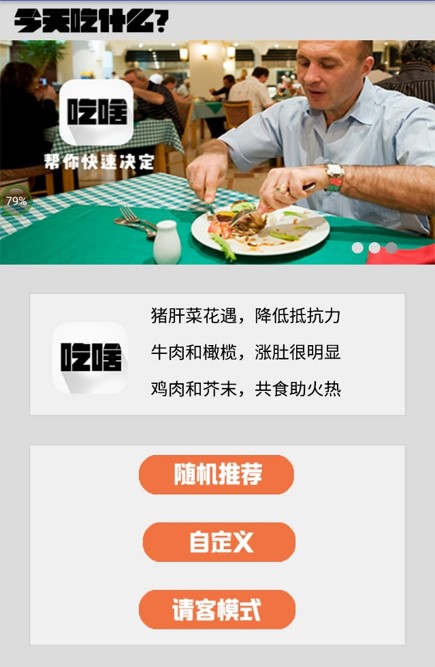 今天吃什么?
吃啥
帮你快速决定
79%
猪肝菜花遇，降低抵抗力
吃啥
牛肉和橄榄，涨肚很明显
鸡肉和芥末，共食助火热
随机推荐
自定义
请客模式